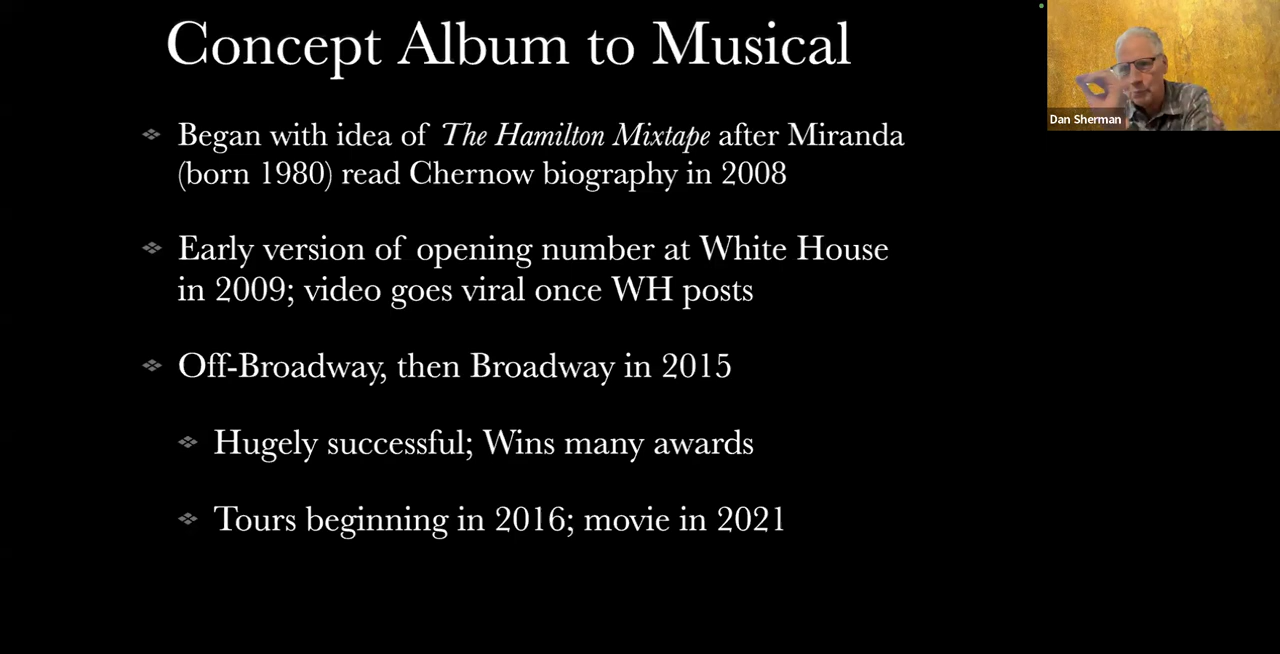 Concept Album to Musical
Began with idea of The Hamilton Mixtape after Miranda
(born 1980) read Chernow biography in 2008
Early version of opening number at White House
in 2009; video goes viral once WH posts
Off-Broadway, then Broadway in 2015
Hugely successful; Wins many awards
Tours beginning in 2016; movie in 2021
Dan Sherman